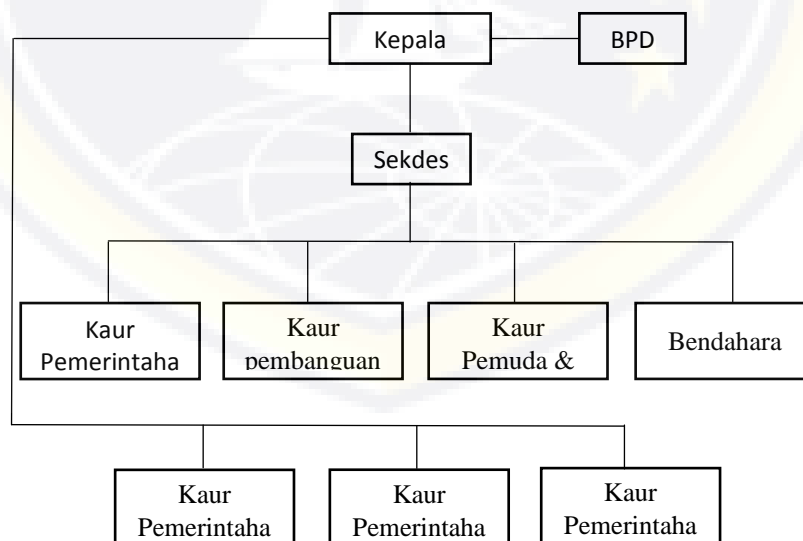 Kepala
BPD
Sekdes
Kaur
Pemerintaha
Kaur
pembanguan
Kaur
Pemuda &
Bendahara
Kaur
Pemerintaha
Kaur
Pemerintaha
Kaur
Pemerintaha